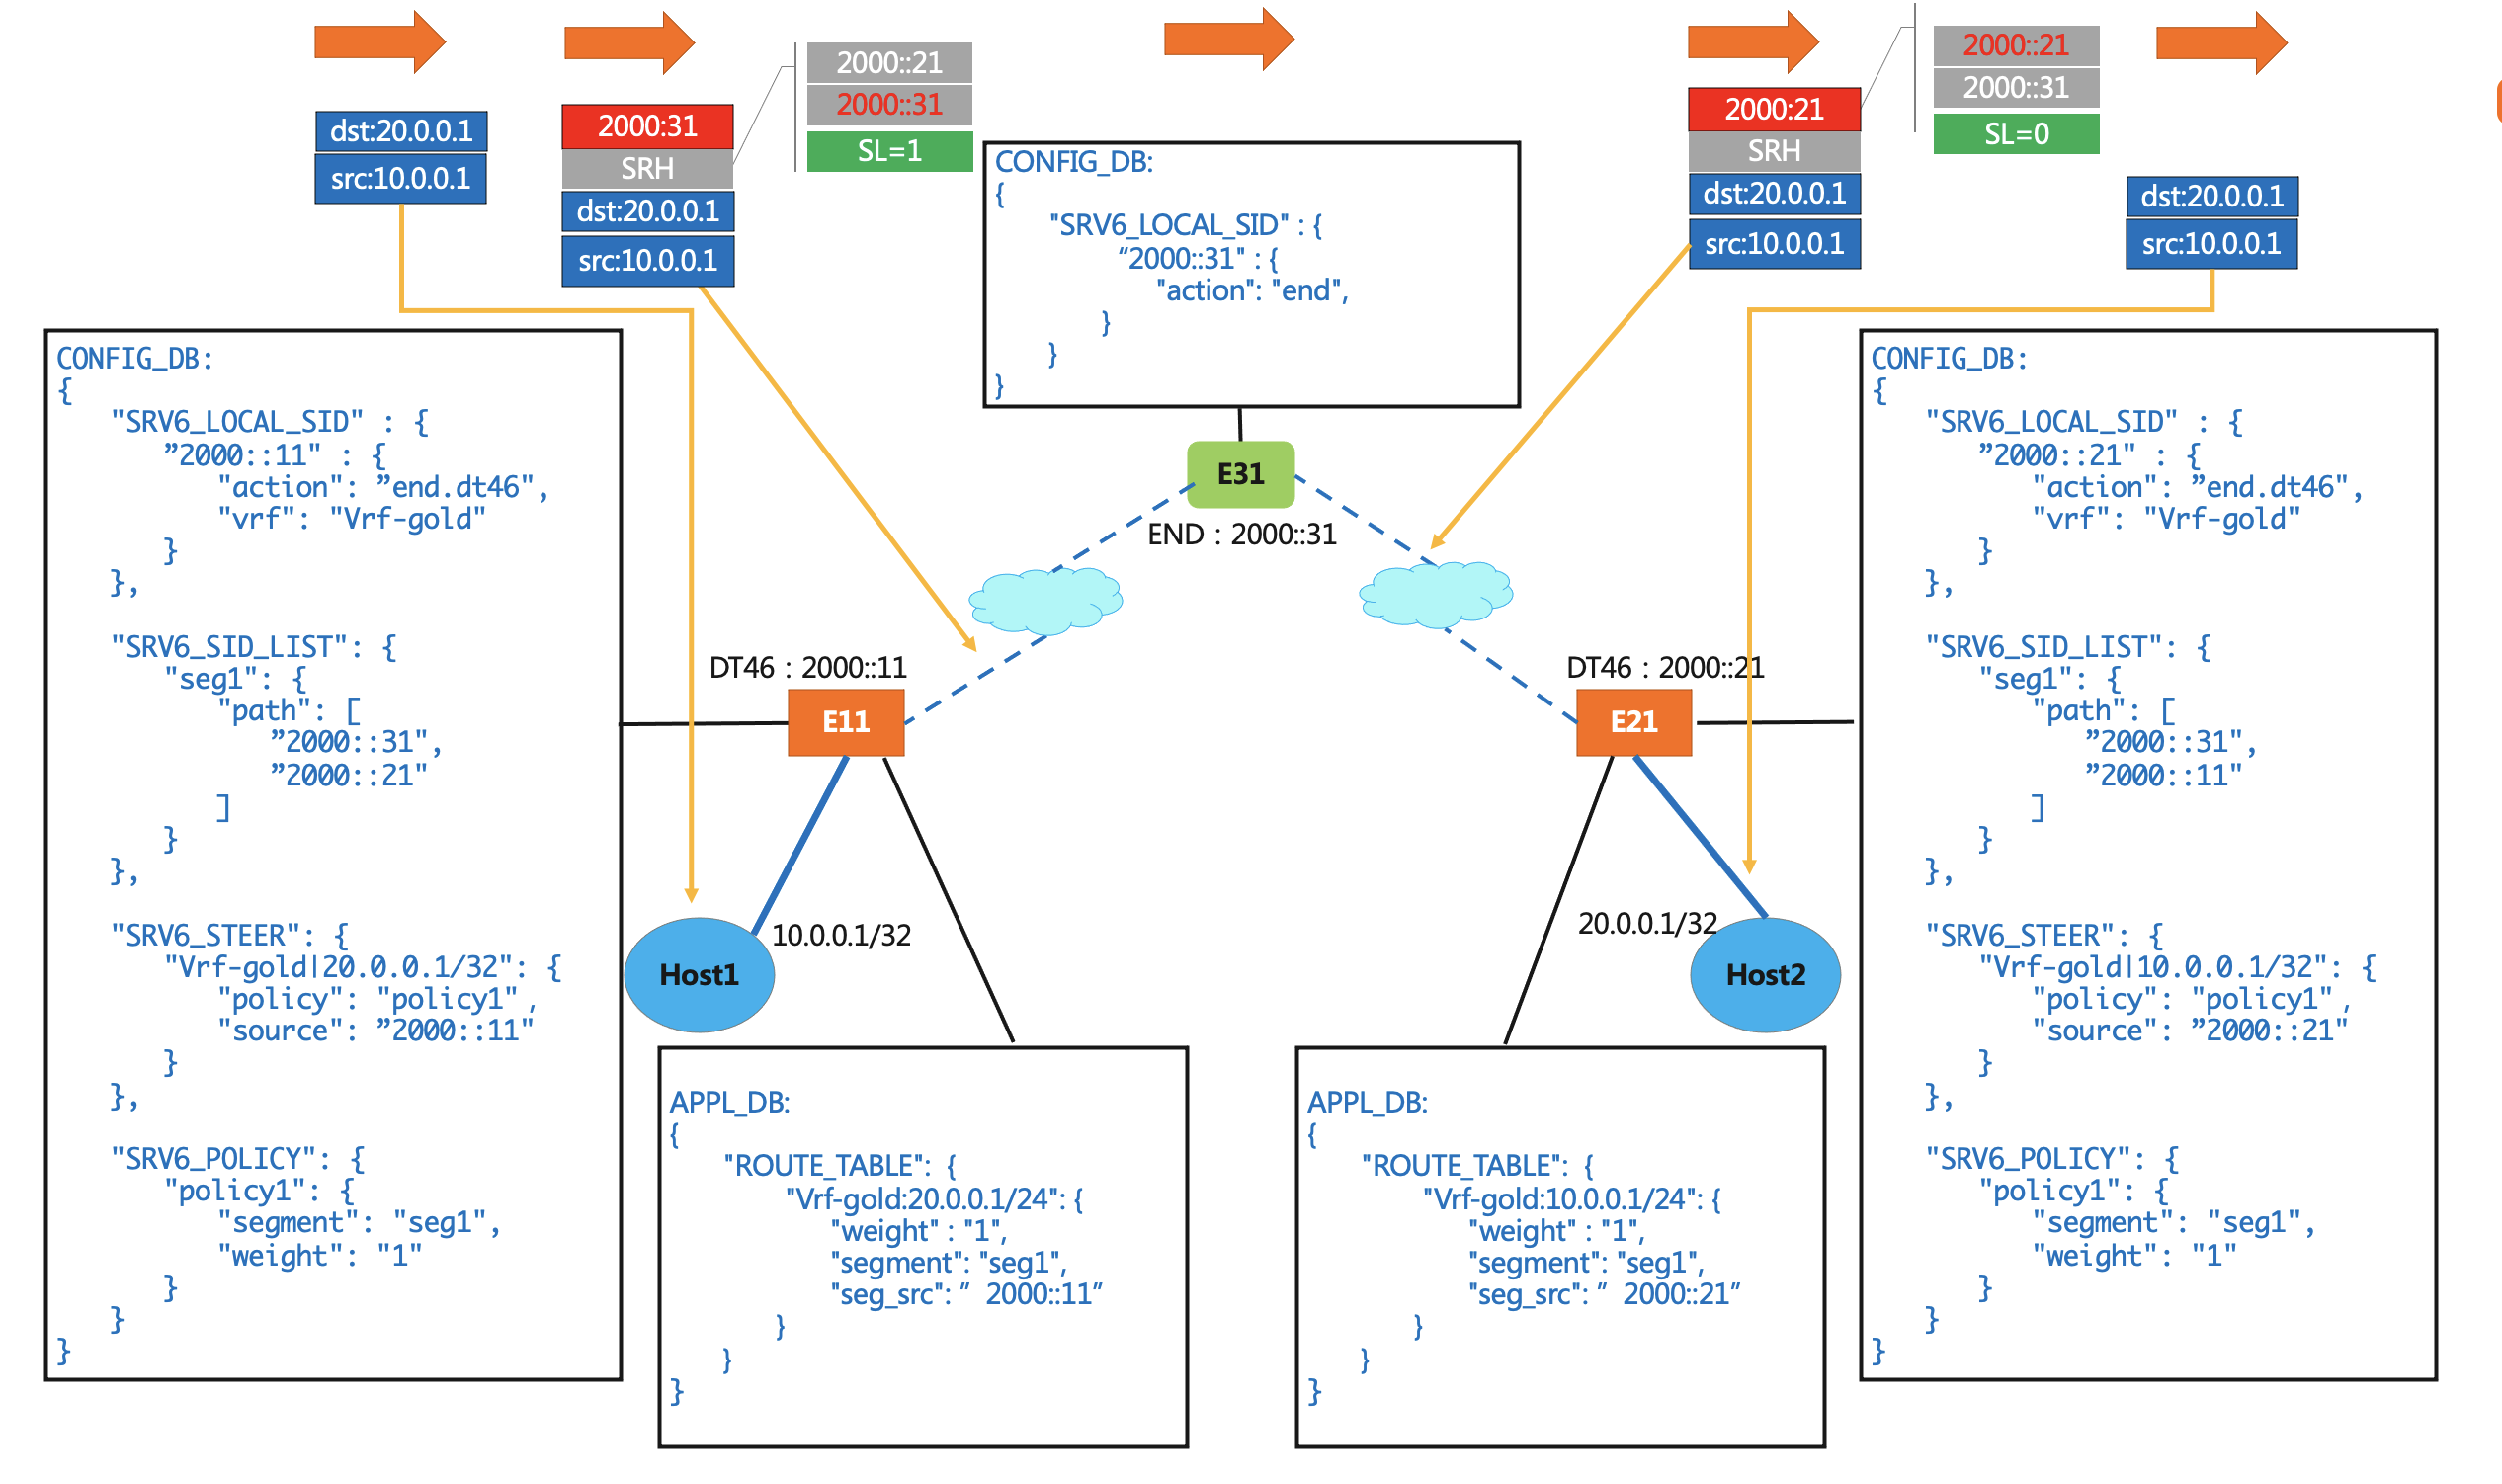 dst:20.0.0.1
src:10.0.0.1
2000:31
SRH
dst:20.0.0.1
src:10.0.0.1
2000::21
2000::31
SL=1
2000:21
SRH
dst:20.0.0.1
src:10.0.0.1
2000::21
2000::31
SL=0
dst:20.0.0.1
src:10.0.0.1
CONFIG_DB:
{
"SRV6_LOCAL_SID" : {
“2000::31" : {
"action": "end",
}
}
}
E31
END : 2000::31
CONFIG_DB:
{
"SRV6_LOCAL_SID" : {
”2000::11" : {
"action": ”end.dt46",
"vrf": "Vrf-gold"
}
},
"SRV6_SID_LIST": {
"seg1": {
"path": [
”2000::31",
”2000::21"
]
}
},
"SRV6_STEER": {
"Vrf-gold|20.0.0.1/32": {
"policy": "policy1",
"source": ”2000::11"
}
},
"SRV6_POLICY": {
"policy1": {
"segment": "seg1",
"weight": "1"
}
}
}
DT46 : 2000::11
E11
10.0.0.1/32
Host1
DT46 : 2000::21
E21
20.0.0.1/32
Host2
APPL_DB:
{
"ROUTE_TABLE": {
"Vrf-gold:20.0.0.1/24": {
"weight" : "1",
"segment": "seg1",
"seg_src": ” 2000::11”
}
}
}
APPL_DB:
{
"ROUTE_TABLE": {
"Vrf-gold:10.0.0.1/24": {
"weight" : "1",
"segment": "seg1",
"seg_src": ” 2000::21”
}
}
}
CONFIG_DB:
{
"SRV6_LOCAL_SID" : {
”2000::21" : {
"action": ”end.dt46",
"vrf": "Vrf-gold"
}
},
"SRV6_SID_LIST": {
"seg1": {
"path": [
”2000::31",
”2000::11"
]
}
},
"SRV6_STEER": {
"Vrf-gold|10.0.0.1/32": {
"policy": "policy1",
"source": ”2000::21"
}
},
"SRV6_POLICY": {
"policy1": {
"segment": "seg1",
"weight": "1"
}
}
}